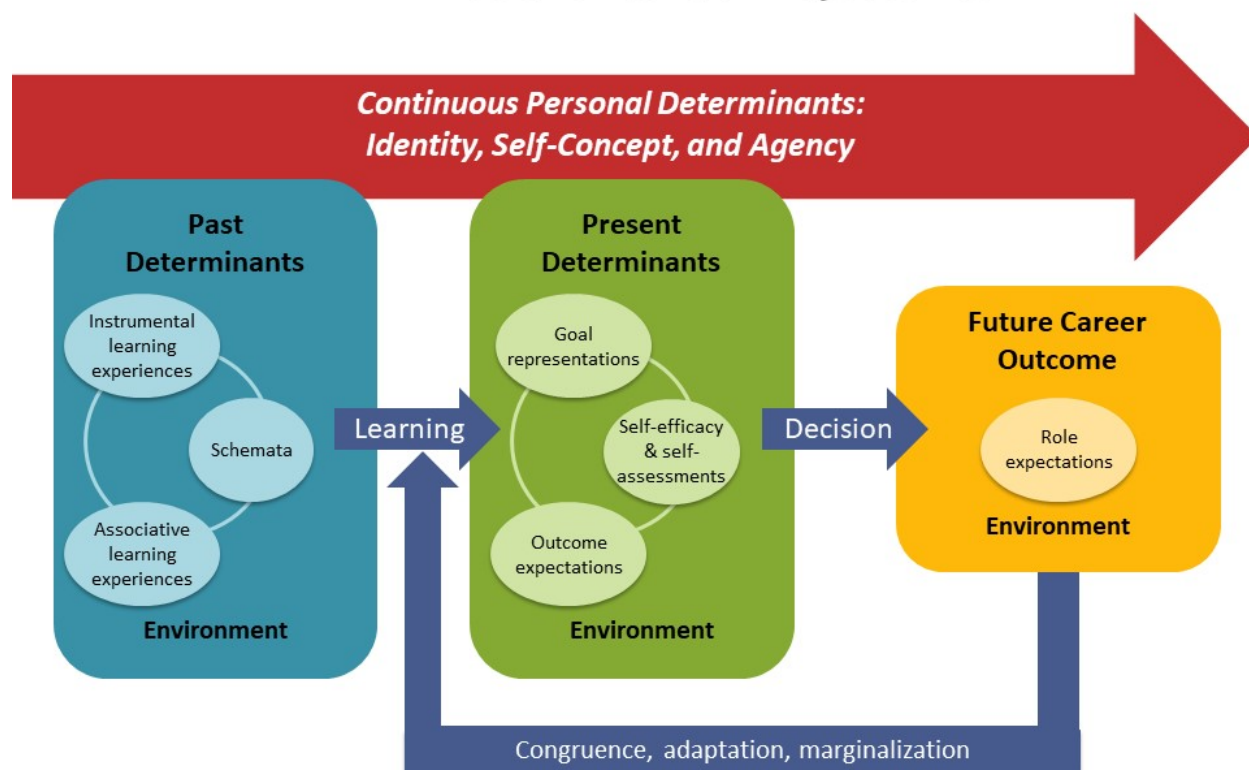 Continuous Personal Determinants:
Identity, Self-Concept, and Agency
Past
Determinants
Instrumental
learning
experiences
Schemata
Associative
learning
experiences
Environment
Learning
Present
Determinants
Goal
representations
Self-efficacy
& self-
assessments
Outcome
expectations
Environment
Decision
Future Career
Outcome
Role
expectations
Environment
Congruence, adaptation, marginalization